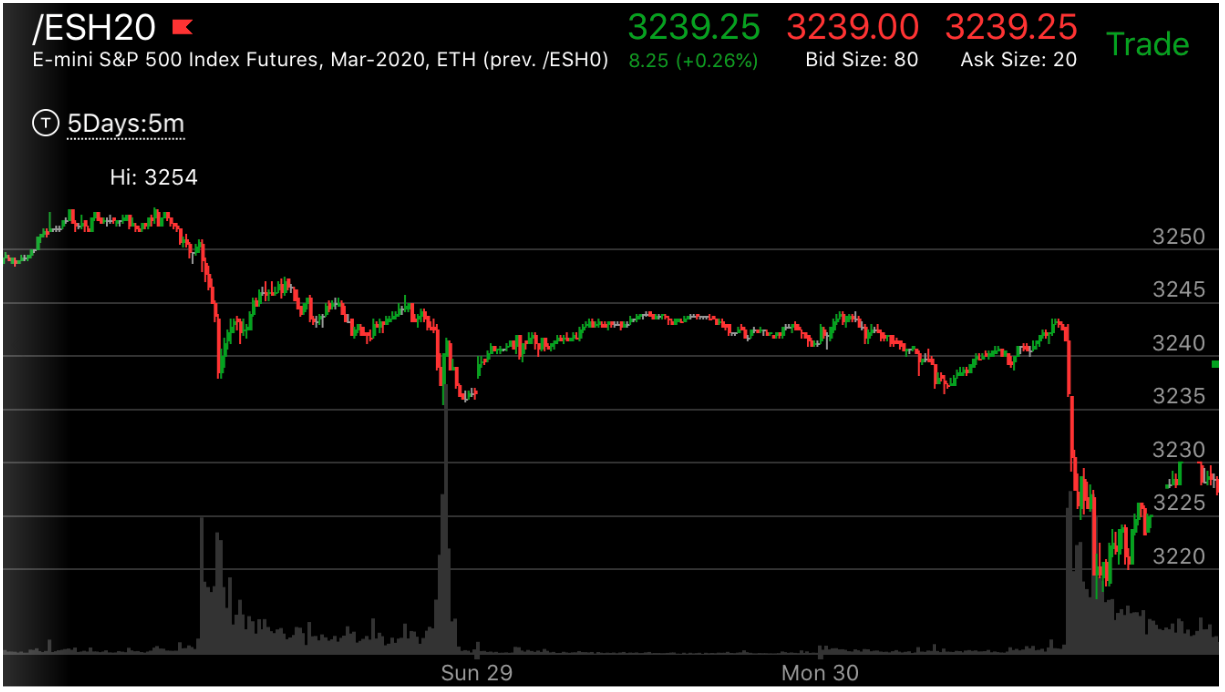 /ESH20 3239.25 3239.00 3239.25 Trade
E-mini S&P 500 Index Futures, Mar-2020, ETH (prev. /ESH0) 8.25 (+0.26%) Bid Size: 80 Ask Size: 20
T 5Days:5m
Hi: 3254
3250
3245
3240
3235
3230
3225
3220
Sun 29 Mon 30